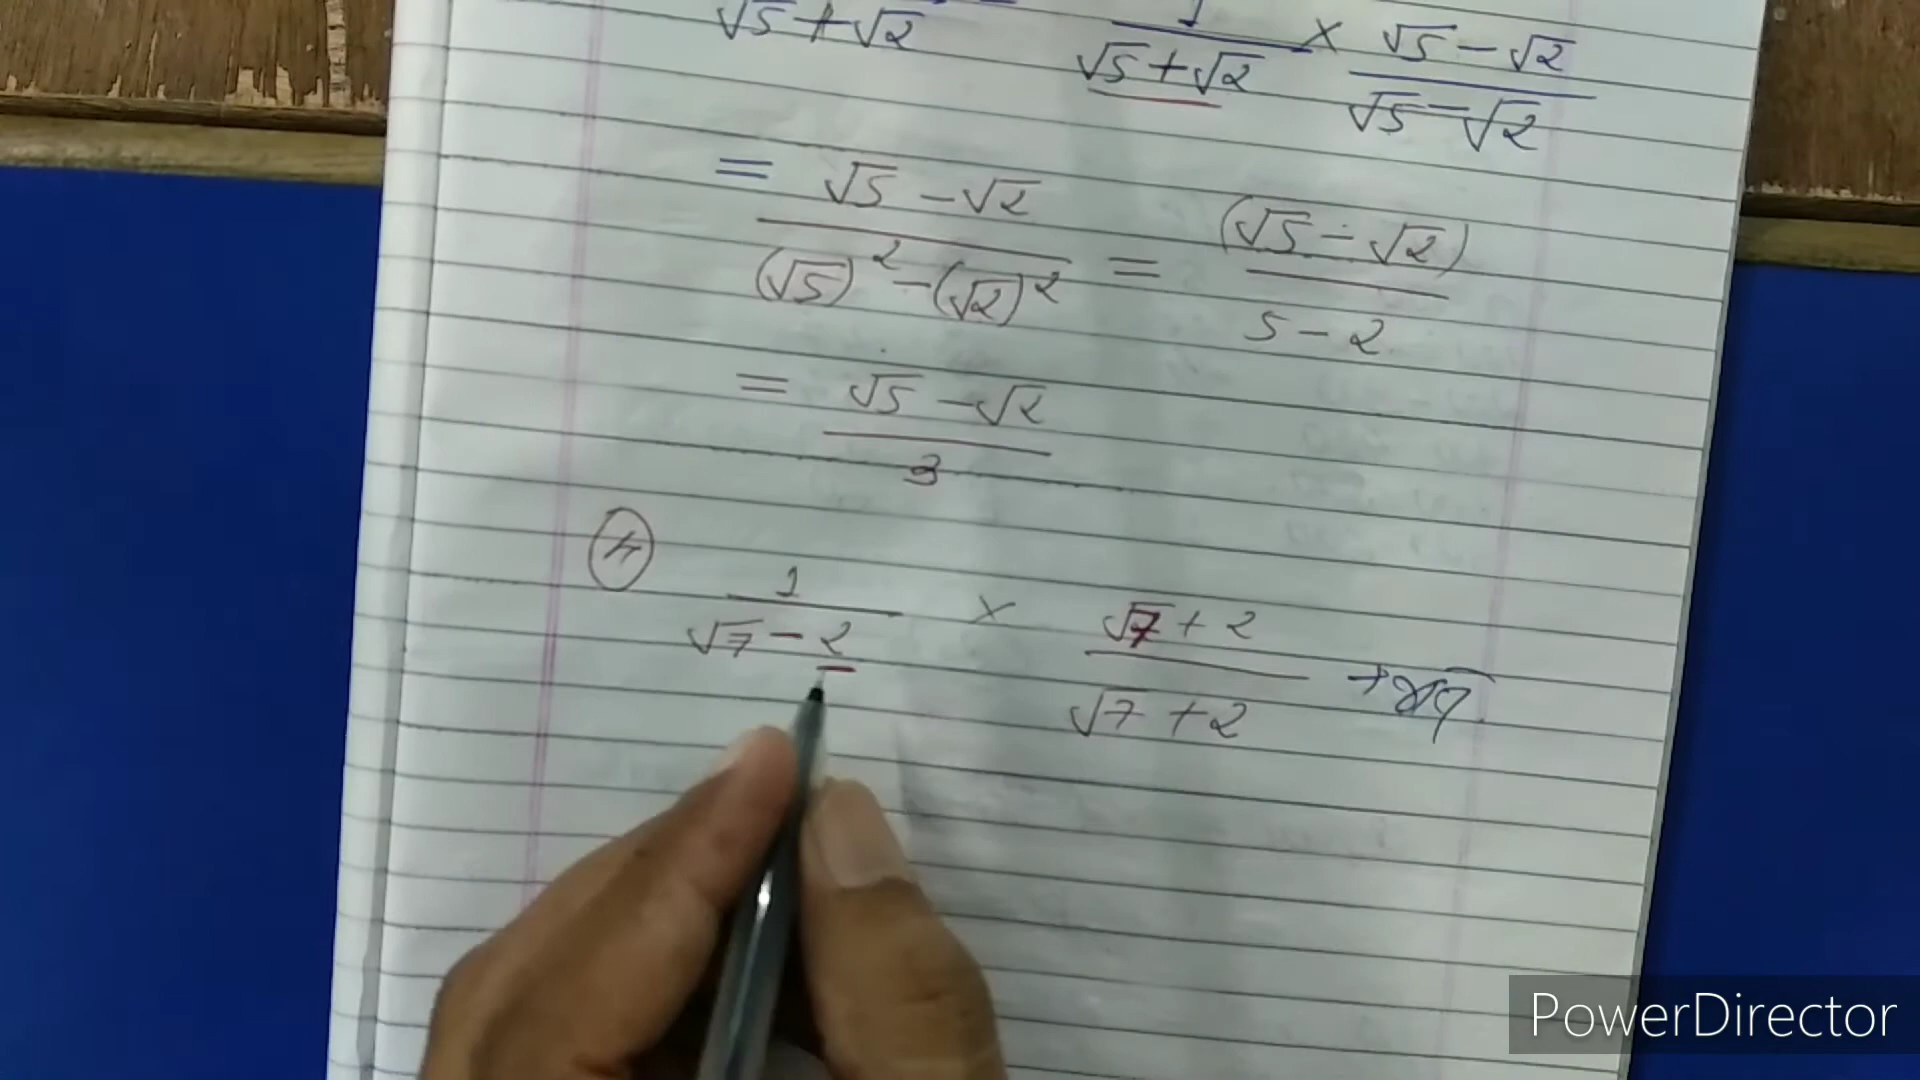 √5+√2    1/(√5+√2) × (√5-√2)/(√5-√2)
= (√5-√2)/((√5)²-(√2)²) = (√5-√2)/(5-2)
= (√5-√2)/3
1/(√7-2) × (√7+2)/(√7+2)
PowerDirector